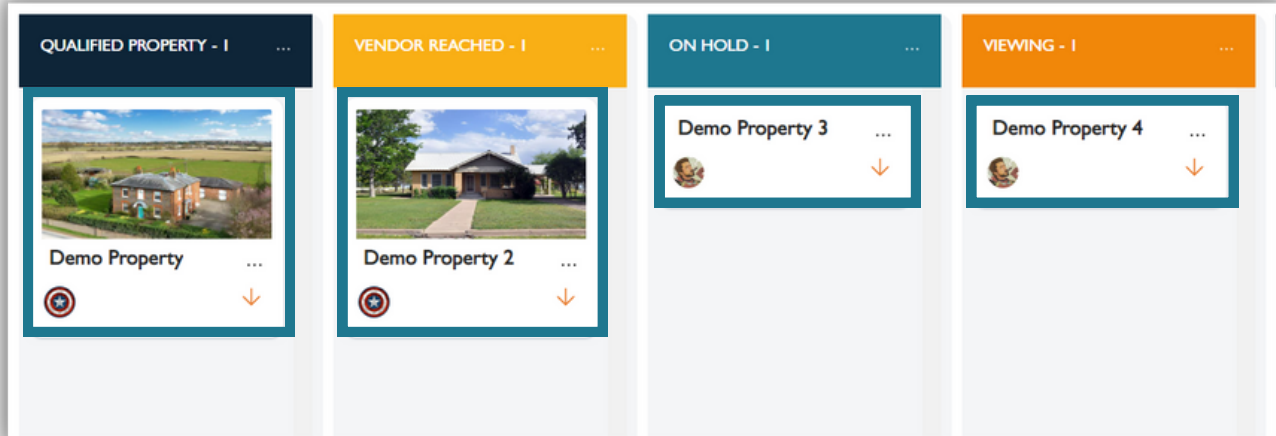 QUALIFIED PROPERTY - 1 ...
VENDOR REACHED - 1 ...
ON HOLD - 1 ...
VIEWING - 1 ...
Demo Property ...
Demo Property 2 ...
Demo Property 3 ...
Demo Property 4 ...